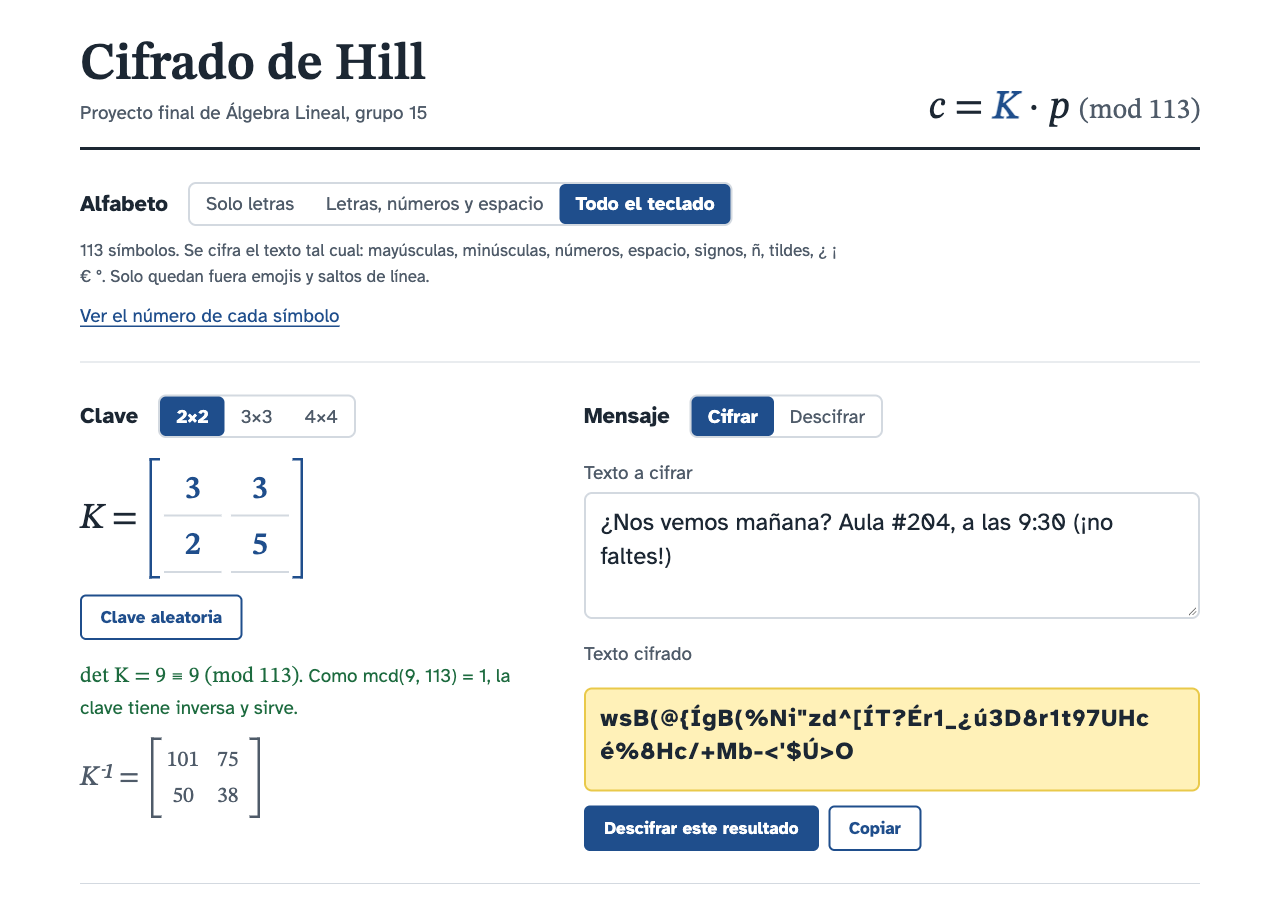 Cifrado de Hill
Proyecto final de Álgebra Lineal, grupo 15
c = K · p (mod 113)
Alfabeto
Solo letras
Letras, números y espacio
Todo el teclado
113 símbolos. Se cifra el texto tal cual: mayúsculas, minúsculas, números, espacio, signos, ñ, tildes, ¿ ¡
€ °. Solo quedan fuera emojis y saltos de línea.
Ver el número de cada símbolo
Clave
2×2
3×3
4×4
K =
3 3
2 5
Clave aleatoria
det K = 9 ≡ 9 (mod 113). Como mcd(9, 113) = 1, la
clave tiene inversa y sirve.
K⁻¹ =
101 75
50 38
Mensaje
Cifrar
Descifrar
Texto a cifrar
¿Nos vemos mañana? Aula #204, a las 9:30 (¡no
faltes!)
Texto cifrado
wsB(@{ÍgB(%Ni"zd^[ÍT?Ér1_¿ú3D8r1t97UHc
é%8Hc/+Mb-<'$Ú>O
Descifrar este resultado
Copiar